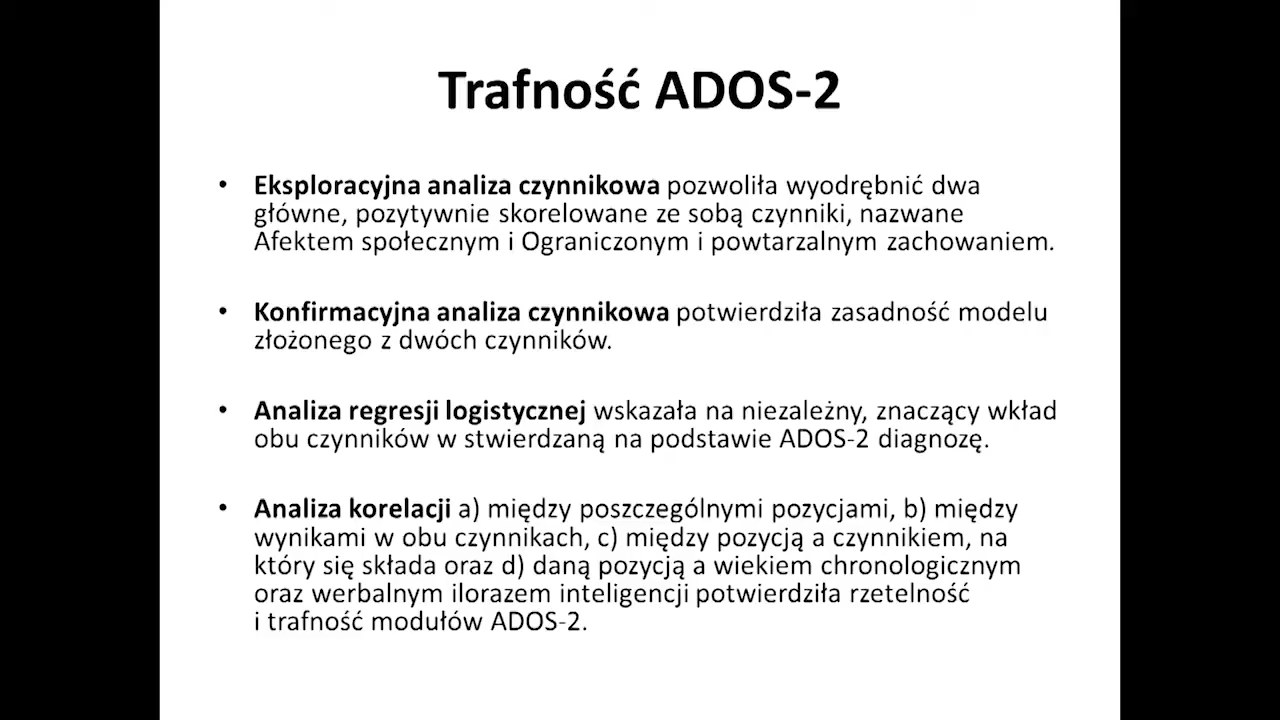 Trafność ADOS-2
• Eksploracyjna analiza czynnikowa pozwoliła wyodrębnić dwa
główne, pozytywnie skorelowane ze sobą czynniki, nazwane
Afektem społecznym i Ograniczonym i powtarzalnym zachowaniem.
• Konfirmacyjna analiza czynnikowa potwierdziła zasadność modelu
złożonego z dwóch czynników.
• Analiza regresji logistycznej wskazała na niezależny, znaczący wkład
obu czynników w stwierdzaną na podstawie ADOS-2 diagnozę.
• Analiza korelacji a) między poszczególnymi pozycjami, b) między
wynikami w obu czynnikach, c) między pozycją a czynnikiem, na
który się składa oraz d) daną pozycją a wiekiem chronologicznym
oraz werbalnym ilorazem inteligencji potwierdziła rzetelność
i trafność modułów ADOS-2.